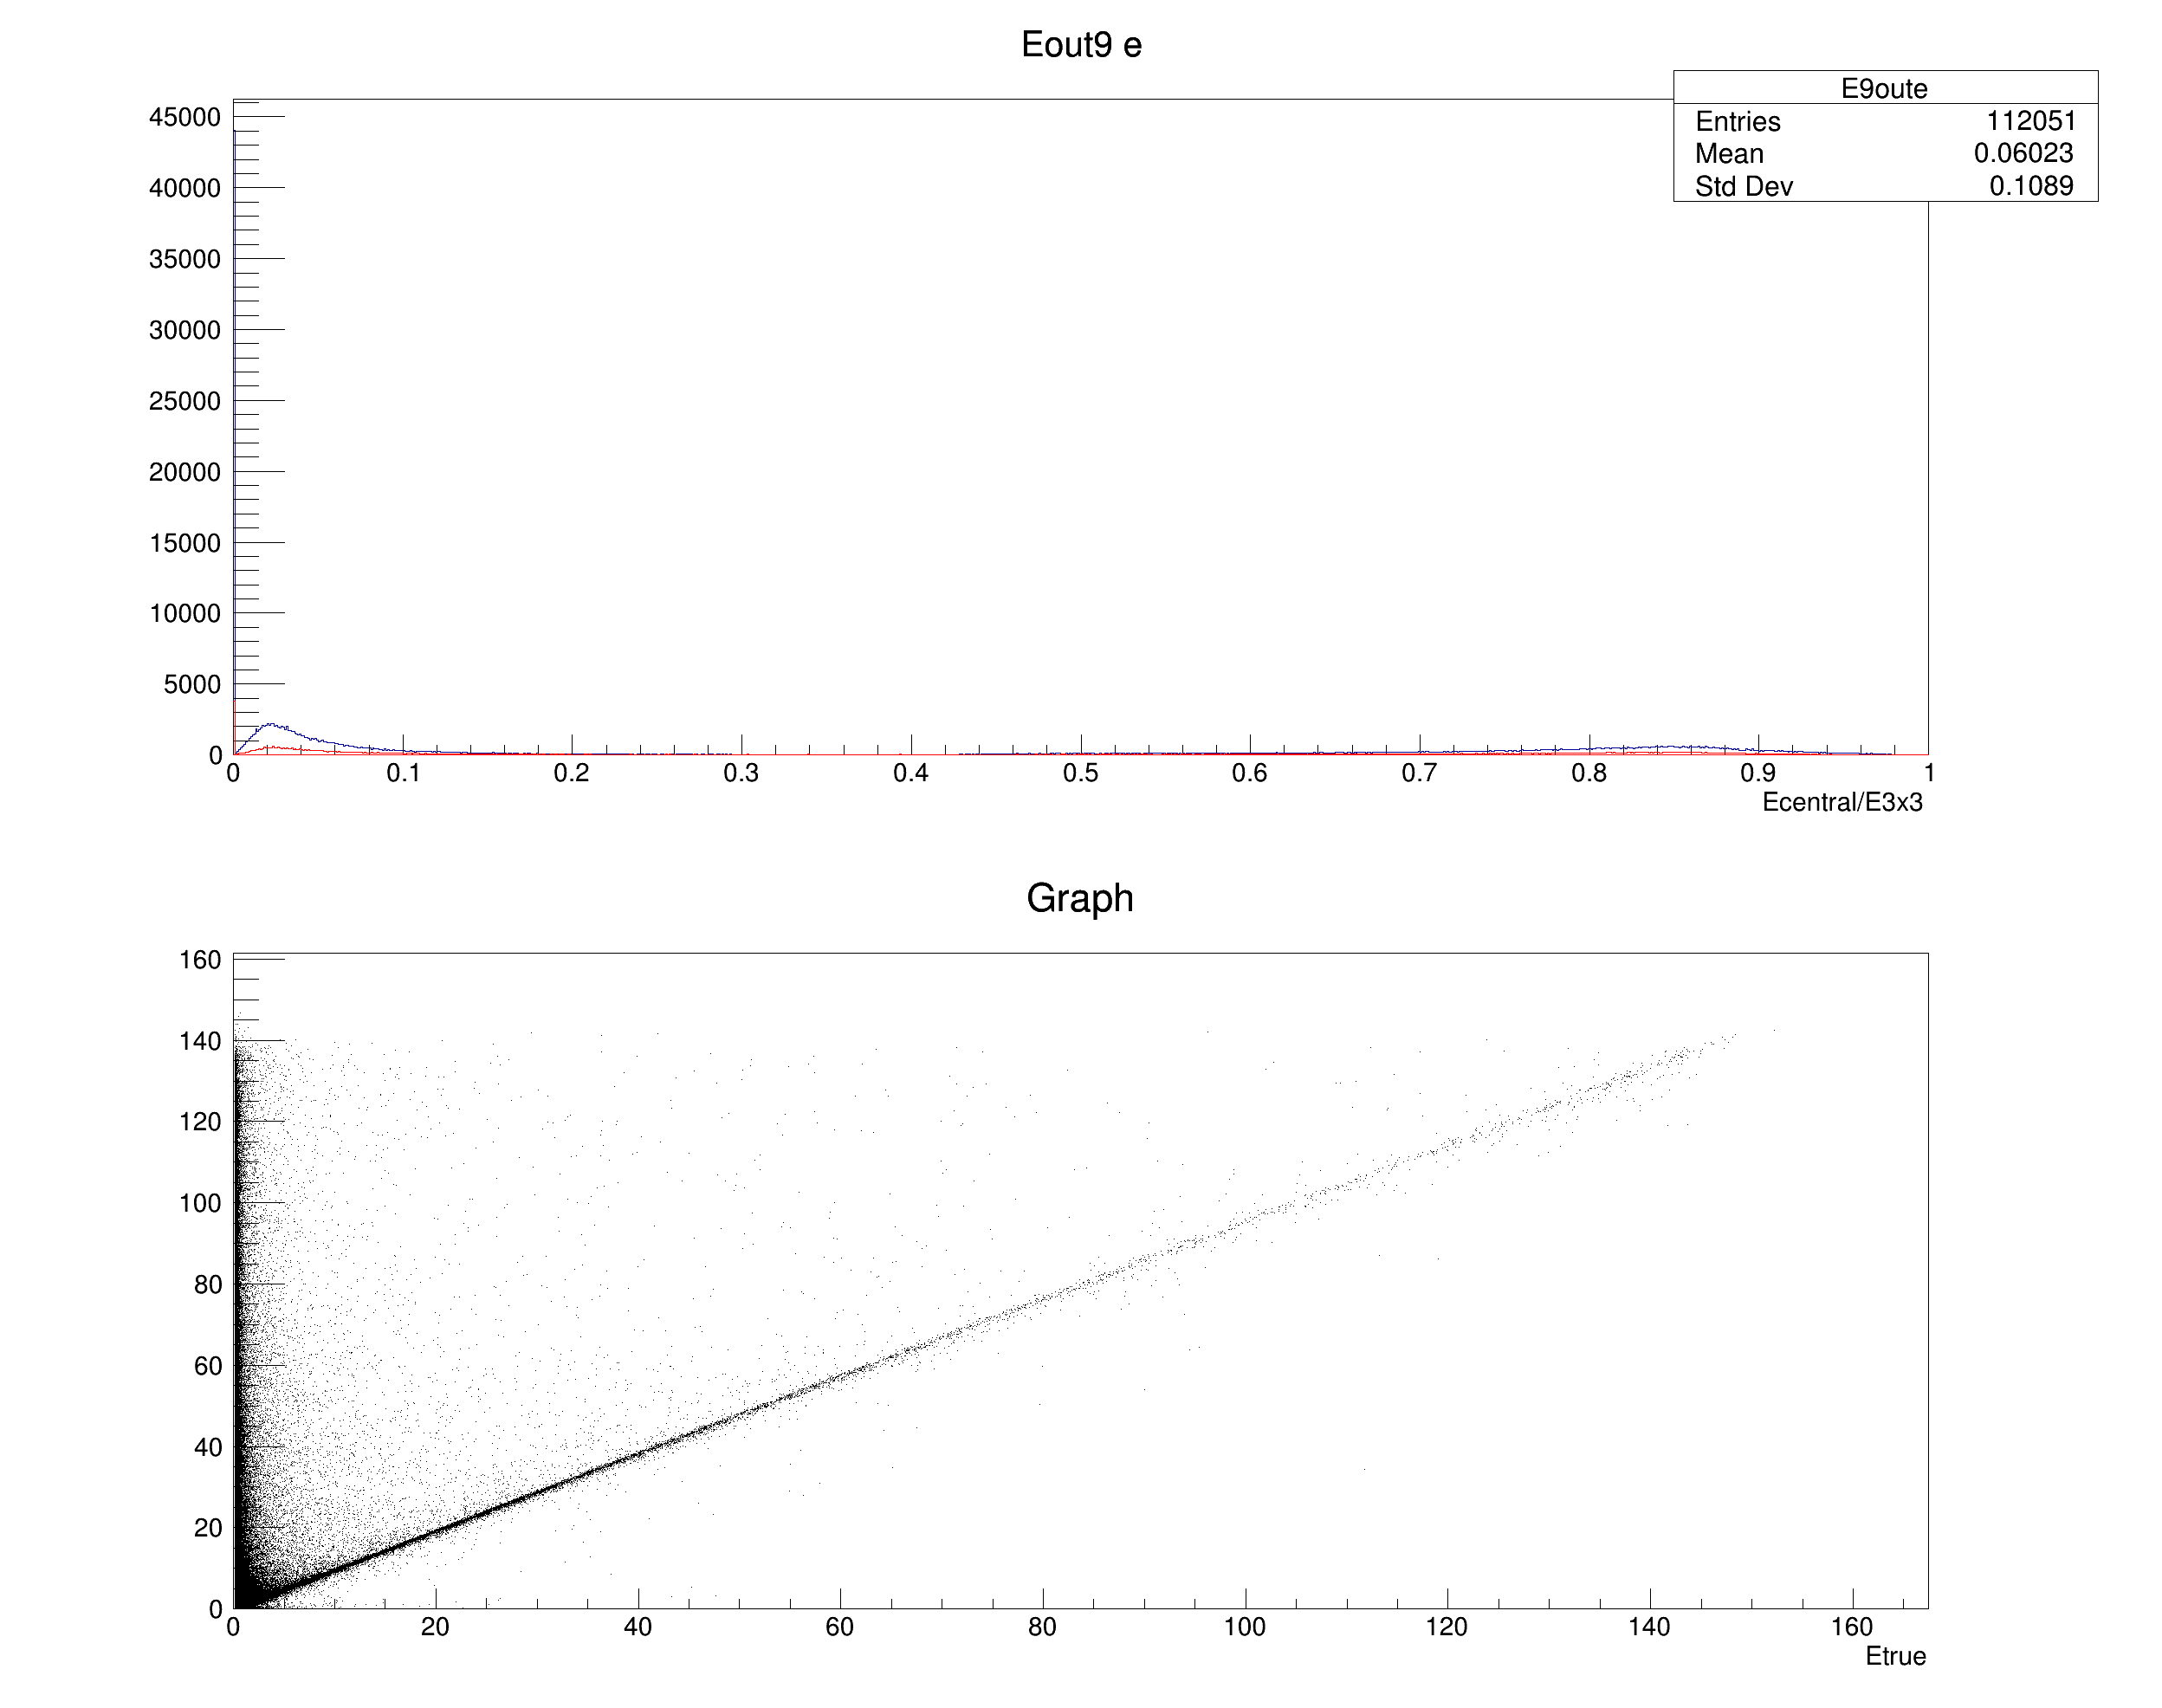 Eout9 e
E9oute
Entries 112051
Mean 0.06023
Std Dev 0.1089
45000
40000
35000
30000
25000
20000
15000
10000
5000
0
0 0.1 0.2 0.3 0.4 0.5 0.6 0.7 0.8 0.9 1
Ecentral/E3x3
Graph
160
140
120
100
80
60
40
20
0
0 20 40 60 80 100 120 140 160
Etrue